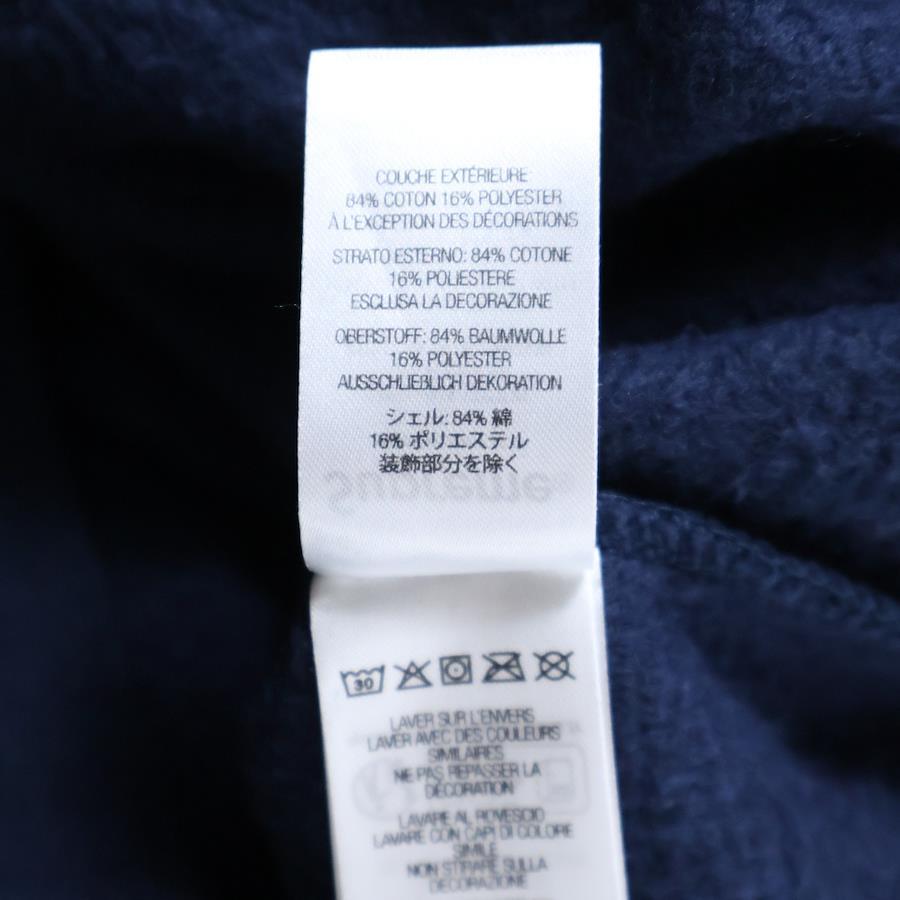 COUCHE EXTÉRIEURE
84% COTON 16% POLYESTER
À L'EXCEPTION DES DÉCORATIONS
STRATO ESTERNO: 84% COTONE
16% POLIESTERE
ESCLUSA LA DECORAZIONE
OBERSTOFF: 84% BAUMWOLLE
16% POLYESTER
AUSSCHLIEßLICH DEKORATION
シェル: 84% 綿
16% ポリエステル
装飾部分を除く
Supreme
30
LAVER SUR L'ENVERS
LAVER AVEC DES COULEURS
SIMILAIRES
NE PAS REPASSER LA
DÉCORATION
LAVARE AL ROVESCIO
LAVARE CON CAPI DI COLORE
SIMILE
NON STIRARE SULLA
DECORAZIONE